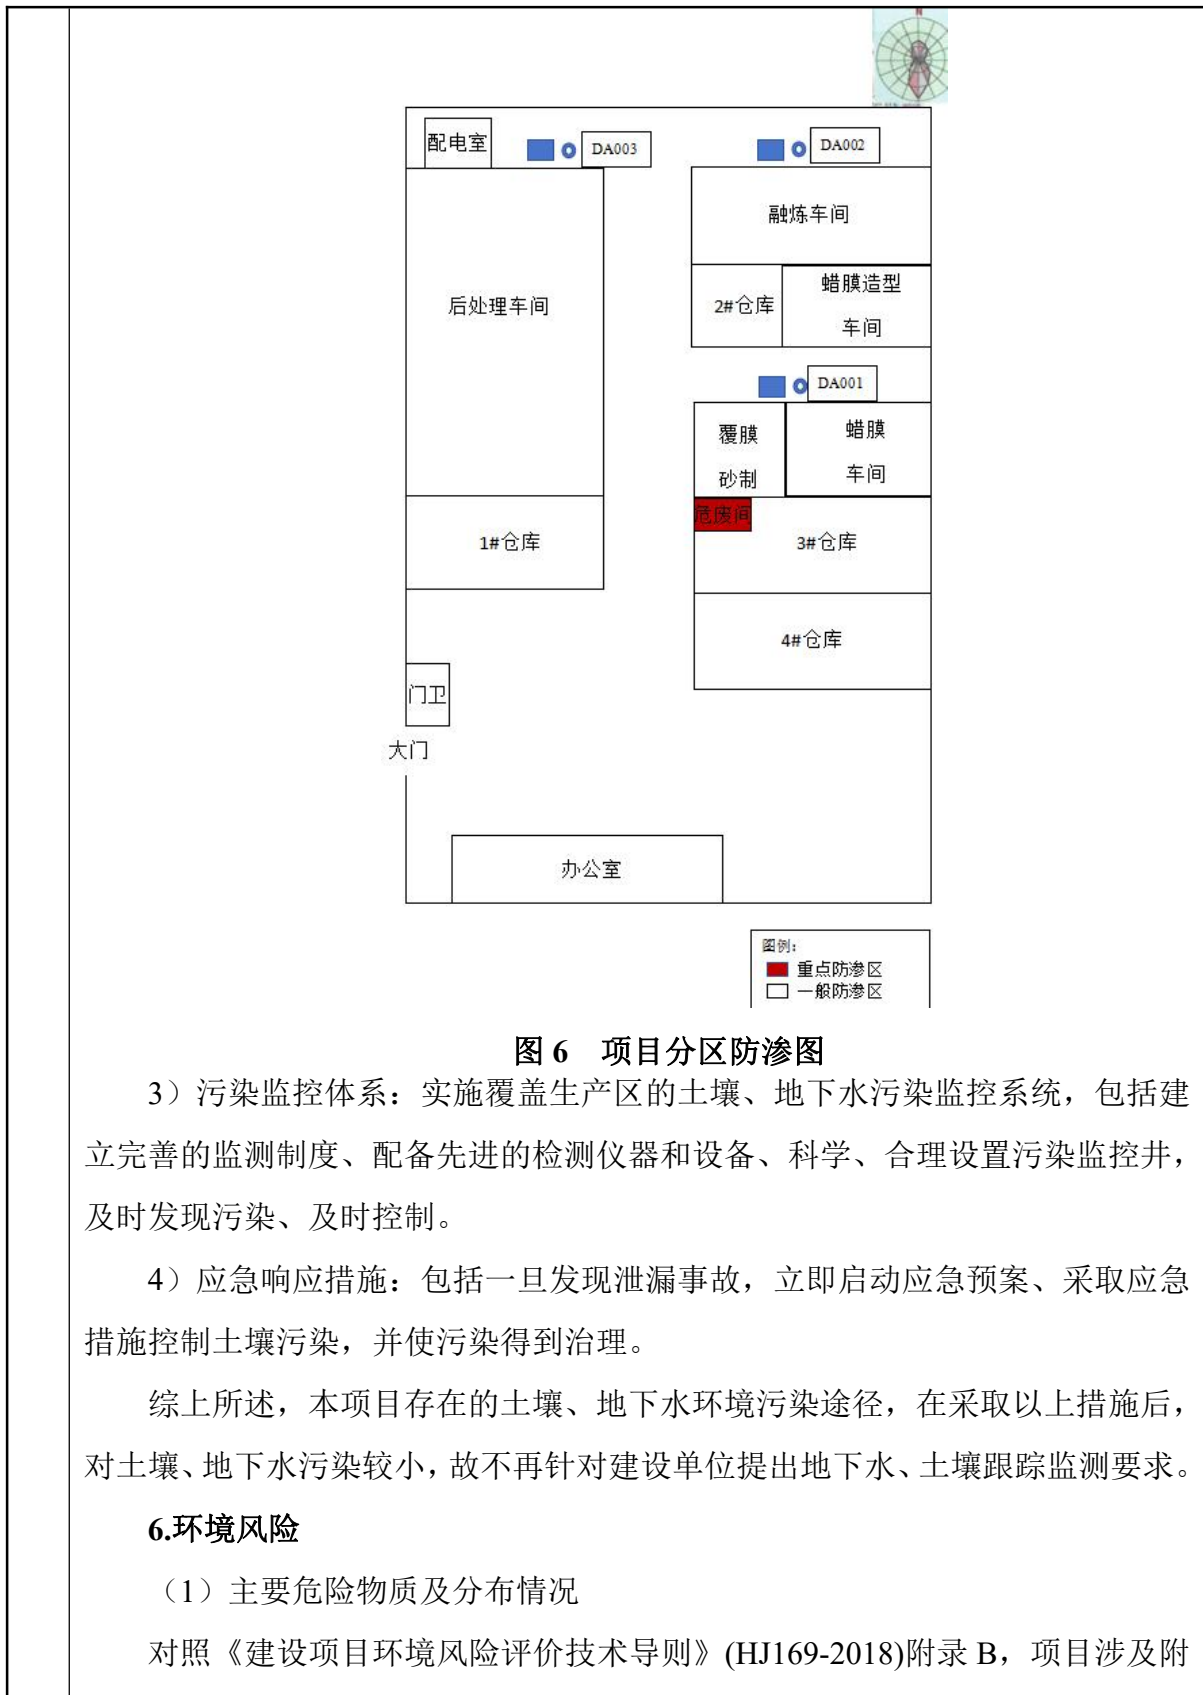 N
配电室
DA003
DA002
融炼车间
后处理车间
2#仓库
蜡膜造型
车间
DA001
覆膜
砂制
蜡膜
车间
危废间
1#仓库
3#仓库
4#仓库
门卫
大门
办公室
图例:
重点防渗区
一般防渗区
图 6 项目分区防渗图
3）污染监控体系：实施覆盖生产区的土壤、地下水污染监控系统，包括建
立完善的监测制度、配备先进的检测仪器和设备、科学、合理设置污染监控井，
及时发现污染、及时控制。
4）应急响应措施：包括一旦发现泄漏事故，立即启动应急预案、采取应急
措施控制土壤污染，并使污染得到治理。
综上所述，本项目存在的土壤、地下水环境污染途径，在采取以上措施后，
对土壤、地下水污染较小，故不再针对建设单位提出地下水、土壤跟踪监测要求。
6.环境风险
（1）主要危险物质及分布情况
对照《建设项目环境风险评价技术导则》(HJ169-2018)附录 B，项目涉及附